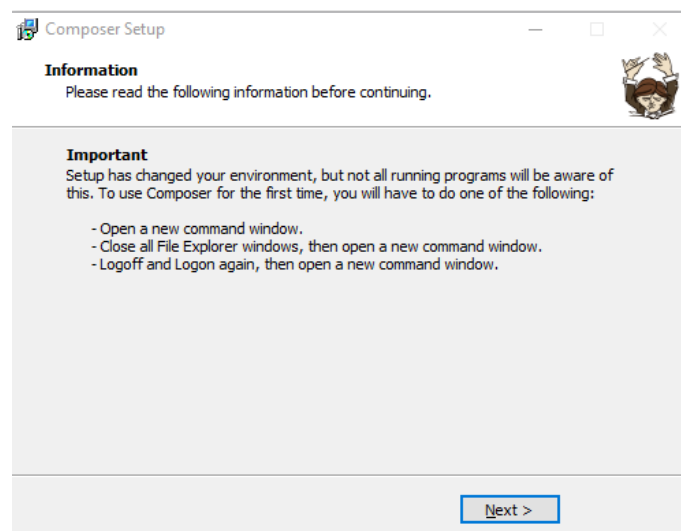 Composer Setup
Information
Please read the following information before continuing.
Important
Setup has changed your environment, but not all running programs will be aware of
this. To use Composer for the first time, you will have to do one of the following:
- Open a new command window.
- Close all File Explorer windows, then open a new command window.
- Logoff and Logon again, then open a new command window.
Next >